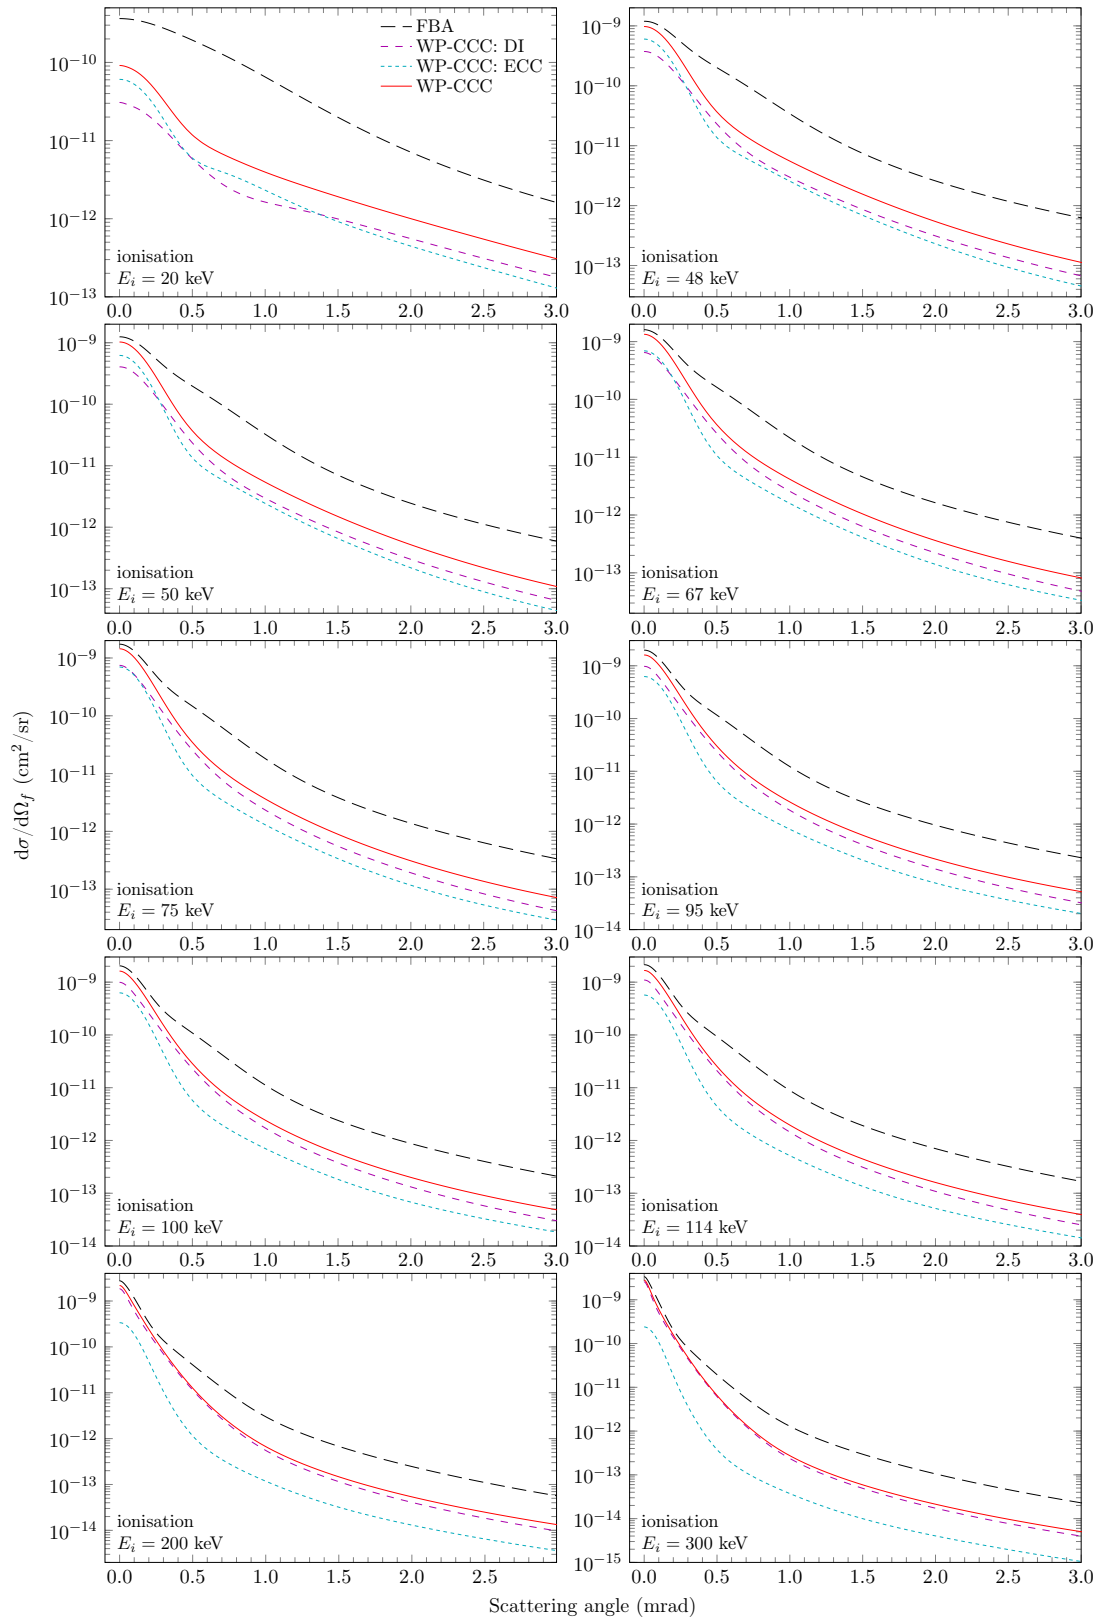 FBA
WP-CCC: DI
WP-CCC: ECC
WP-CCC
10⁻¹⁰
10⁻¹¹
10⁻¹²
10⁻¹³
ionisation
E_i = 20 keV
0.0 0.5 1.0 1.5 2.0 2.5 3.0
10⁻⁹
10⁻¹⁰
10⁻¹¹
10⁻¹²
10⁻¹³
ionisation
E_i = 48 keV
0.0 0.5 1.0 1.5 2.0 2.5 3.0
10⁻⁹
10⁻¹⁰
10⁻¹¹
10⁻¹²
10⁻¹³
ionisation
E_i = 50 keV
0.0 0.5 1.0 1.5 2.0 2.5 3.0
10⁻⁹
10⁻¹⁰
10⁻¹¹
10⁻¹²
10⁻¹³
ionisation
E_i = 67 keV
0.0 0.5 1.0 1.5 2.0 2.5 3.0
dσ/dΩ_f (cm²/sr)
10⁻⁹
10⁻¹⁰
10⁻¹¹
10⁻¹²
10⁻¹³
ionisation
E_i = 75 keV
0.0 0.5 1.0 1.5 2.0 2.5 3.0
10⁻⁹
10⁻¹⁰
10⁻¹¹
10⁻¹²
10⁻¹³
10⁻¹⁴
ionisation
E_i = 95 keV
0.0 0.5 1.0 1.5 2.0 2.5 3.0
10⁻⁹
10⁻¹⁰
10⁻¹¹
10⁻¹²
10⁻¹³
10⁻¹⁴
ionisation
E_i = 100 keV
0.0 0.5 1.0 1.5 2.0 2.5 3.0
10⁻⁹
10⁻¹⁰
10⁻¹¹
10⁻¹²
10⁻¹³
10⁻¹⁴
ionisation
E_i = 114 keV
0.0 0.5 1.0 1.5 2.0 2.5 3.0
10⁻⁹
10⁻¹⁰
10⁻¹¹
10⁻¹²
10⁻¹³
10⁻¹⁴
ionisation
E_i = 200 keV
0.0 0.5 1.0 1.5 2.0 2.5 3.0
10⁻⁹
10⁻¹⁰
10⁻¹¹
10⁻¹²
10⁻¹³
10⁻¹⁴
10⁻¹⁵
ionisation
E_i = 300 keV
0.0 0.5 1.0 1.5 2.0 2.5 3.0
Scattering angle (mrad)